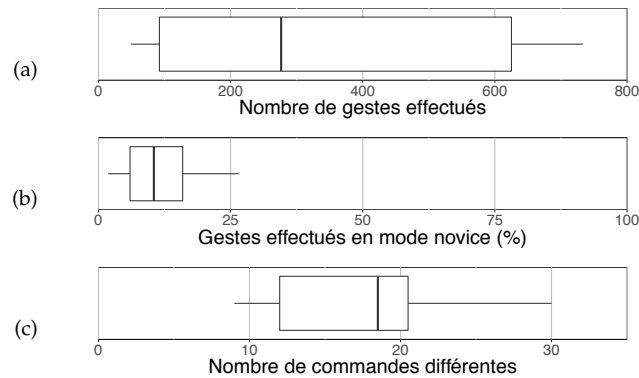 (a)
0 200 400 600 800
Nombre de gestes effectués
(b)
0 25 50 75 100
Gestes effectués en mode novice (%)
(c)
0 10 20 30
Nombre de commandes différentes